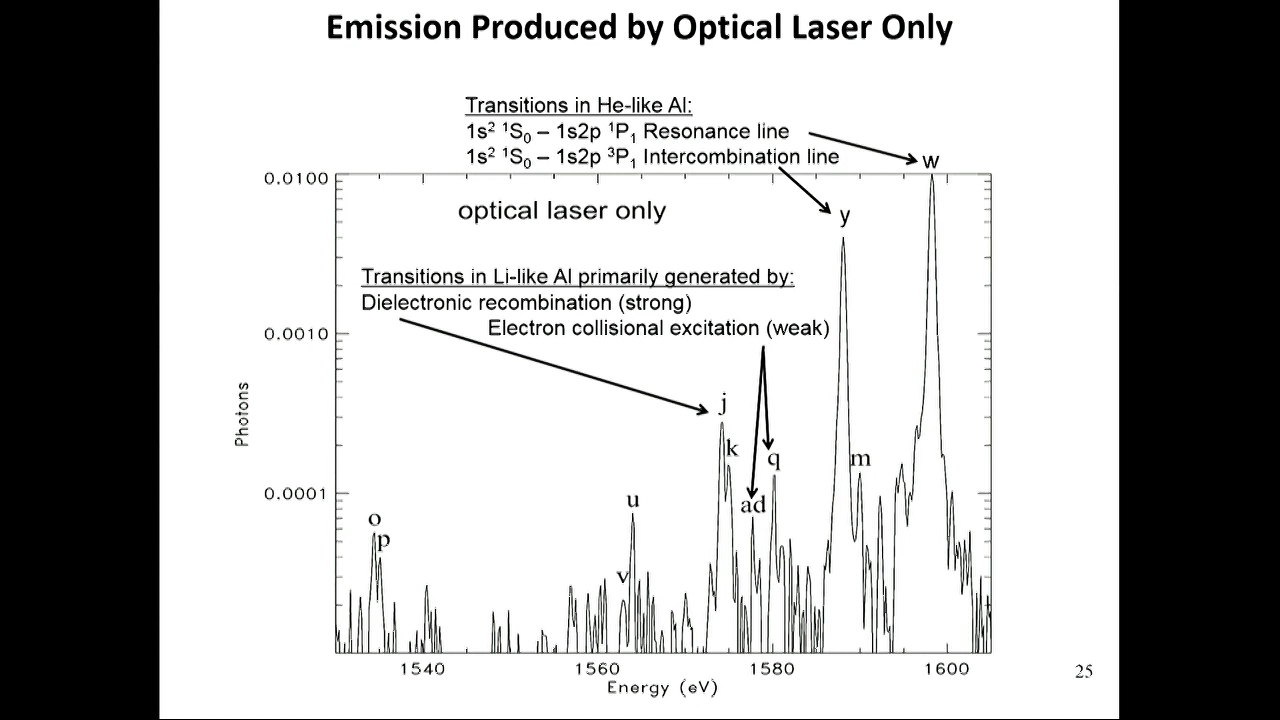 Emission Produced by Optical Laser Only
Transitions in He-like Al:
1s² ¹S₀ – 1s2p ¹P₁ Resonance line
1s² ¹S₀ – 1s2p ³P₁ Intercombination line
w
0.0100
optical laser only
y
Transitions in Li-like Al primarily generated by:
Dielectronic recombination (strong)
Electron collisional excitation (weak)
0.0010
Photons
j
k
q
m
0.0001
ad
u
o
p
v
1540
1560
1580
1600
Energy (eV)
25